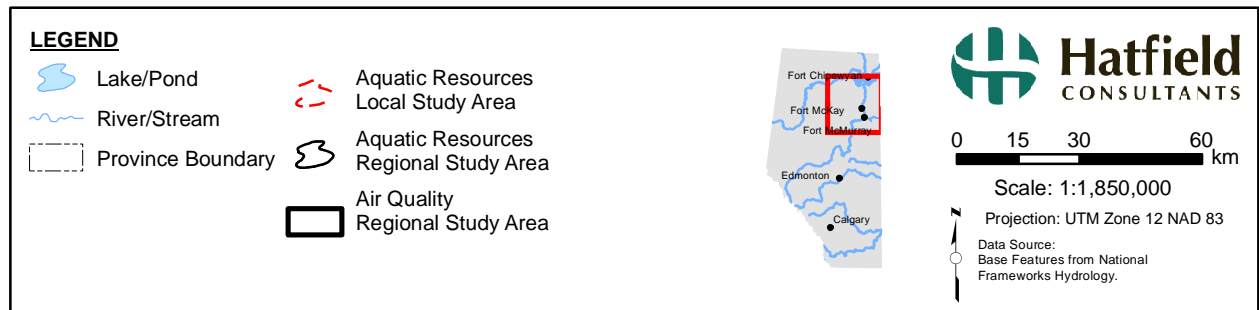 LEGEND
Lake/Pond
River/Stream
Province Boundary
Aquatic Resources
Local Study Area
Aquatic Resources
Regional Study Area
Air Quality
Regional Study Area
Fort Chipewyan
Fort McKay
Fort McMurray
Edmonton
Calgary
Hatfield
CONSULTANTS
0 15 30 60
km
Scale: 1:1,850,000
N
Projection: UTM Zone 12 NAD 83
Data Source:
Base Features from National
Frameworks Hydrology.